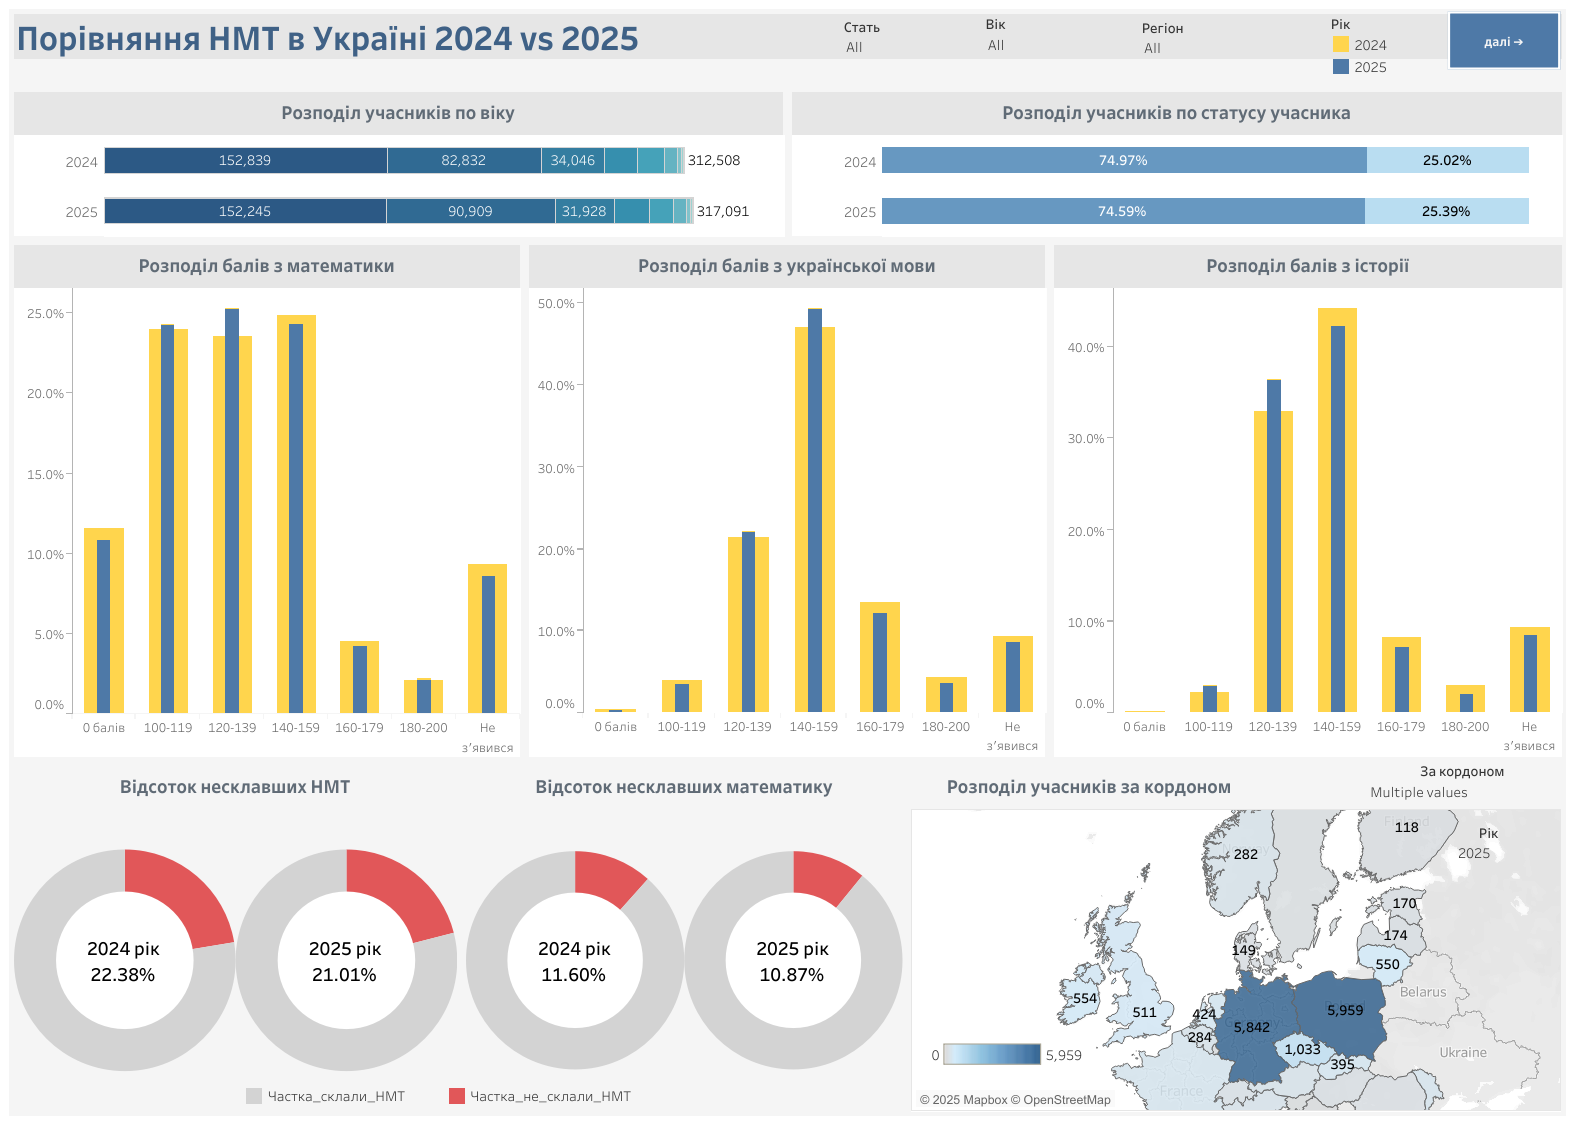 Порівняння НМТ в Україні 2024 vs 2025
Стать
All
Вік
All
Регіон
All
Рік
2024
2025
далі →
Розподіл учасників по віку
2024
152,839
82,832
34,046
312,508
2025
152,245
90,909
31,928
317,091
Розподіл учасників по статусу учасника
2024
74.97%
25.02%
2025
74.59%
25.39%
Розподіл балів з математики
25.0%
20.0%
15.0%
10.0%
5.0%
0.0%
0 балів
100-119
120-139
140-159
160-179
180-200
Не
з’явився
Розподіл балів з української мови
50.0%
40.0%
30.0%
20.0%
10.0%
0.0%
0 балів
100-119
120-139
140-159
160-179
180-200
Не
з’явився
Розподіл балів з історії
40.0%
30.0%
20.0%
10.0%
0.0%
0 балів
100-119
120-139
140-159
160-179
180-200
Не
з’явився
Відсоток несклавших НМТ
2024 рік
22.38%
2025 рік
21.01%
Відсоток несклавших математику
2024 рік
11.60%
2025 рік
10.87%
Частка_склали_НМТ
Частка_не_склали_НМТ
Розподіл учасників за кордоном
За кордоном
Multiple values
Рік
2025
118
282
170
174
149
550
Belarus
554
511
424
5,842
5,959
284
1,033
395
Ukraine
France
0
5,959
© 2025 Mapbox © OpenStreetMap